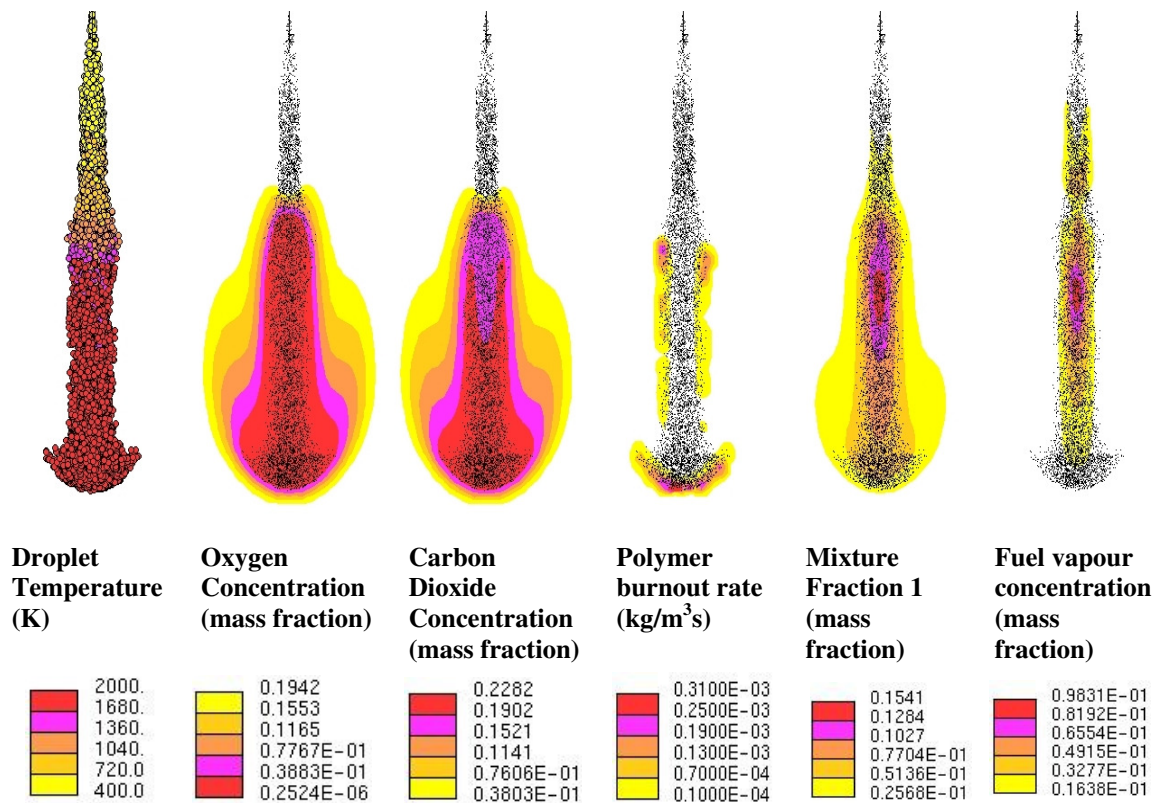 Droplet
Temperature
(K)
Oxygen
Concentration
(mass fraction)
Carbon
Dioxide
Concentration
(mass fraction)
Polymer
burnout rate
(kg/m³s)
Mixture
Fraction 1
(mass
fraction)
Fuel vapour
concentration
(mass
fraction)
2000.
1680.
1360.
1040.
720.0
400.0
0.1942
0.1553
0.1165
0.7767E-01
0.3883E-01
0.2524E-06
0.2282
0.1902
0.1521
0.1141
0.7606E-01
0.3803E-01
0.3100E-03
0.2500E-03
0.1900E-03
0.1300E-03
0.7000E-04
0.1000E-04
0.1541
0.1284
0.1027
0.7704E-01
0.5136E-01
0.2568E-01
0.9831E-01
0.8192E-01
0.6554E-01
0.4915E-01
0.3277E-01
0.1638E-01